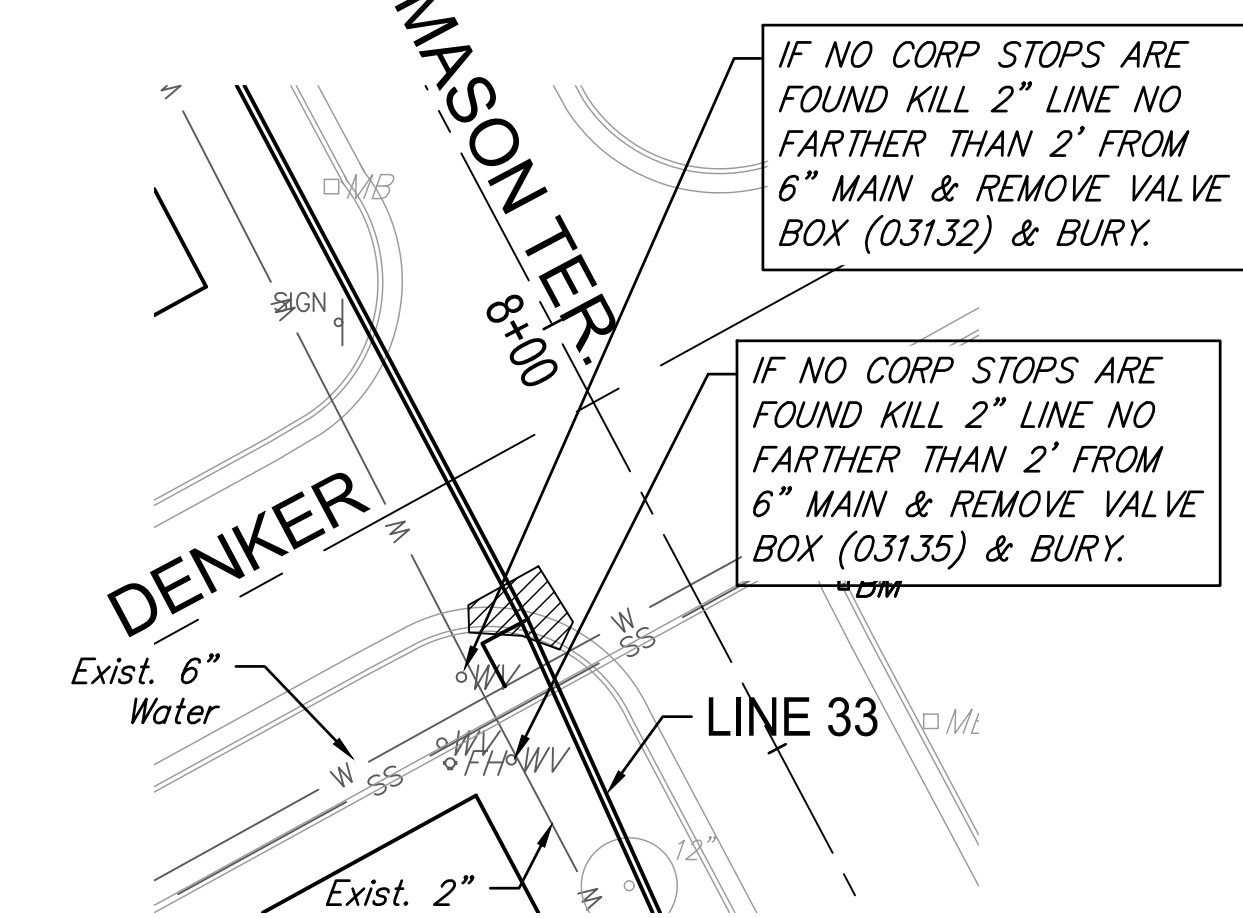 MASON TER.
IF NO CORP STOPS ARE
FOUND KILL 2" LINE NO
FARTHER THAN 2' FROM
6" MAIN & REMOVE VALVE
BOX (03132) & BURY.
W
MB
SIGN
W
8+00
IF NO CORP STOPS ARE
FOUND KILL 2" LINE NO
FARTHER THAN 2' FROM
6" MAIN & REMOVE VALVE
BOX (03135) & BURY.
DENKER
W
BM
W
SS
Exist. 6"
Water
WV
LINE 33
WV
FH
WV
W
SS
12"
Exist. 2"
W